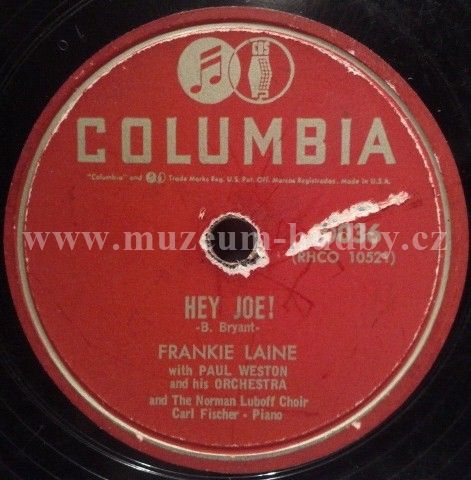 CBS
COLUMBIA
"Columbia" and Trade Marks Reg. U.S. Pat. Off. Marcas Registradas. Made in U.S.A.
www.muzeum-hudby.cz
(RHCO 10529)
HEY JOE!
-B. Bryant-
FRANKIE LAINE
with PAUL WESTON
and his ORCHESTRA
and The Norman Luboff Choir
Carl Fischer - Piano